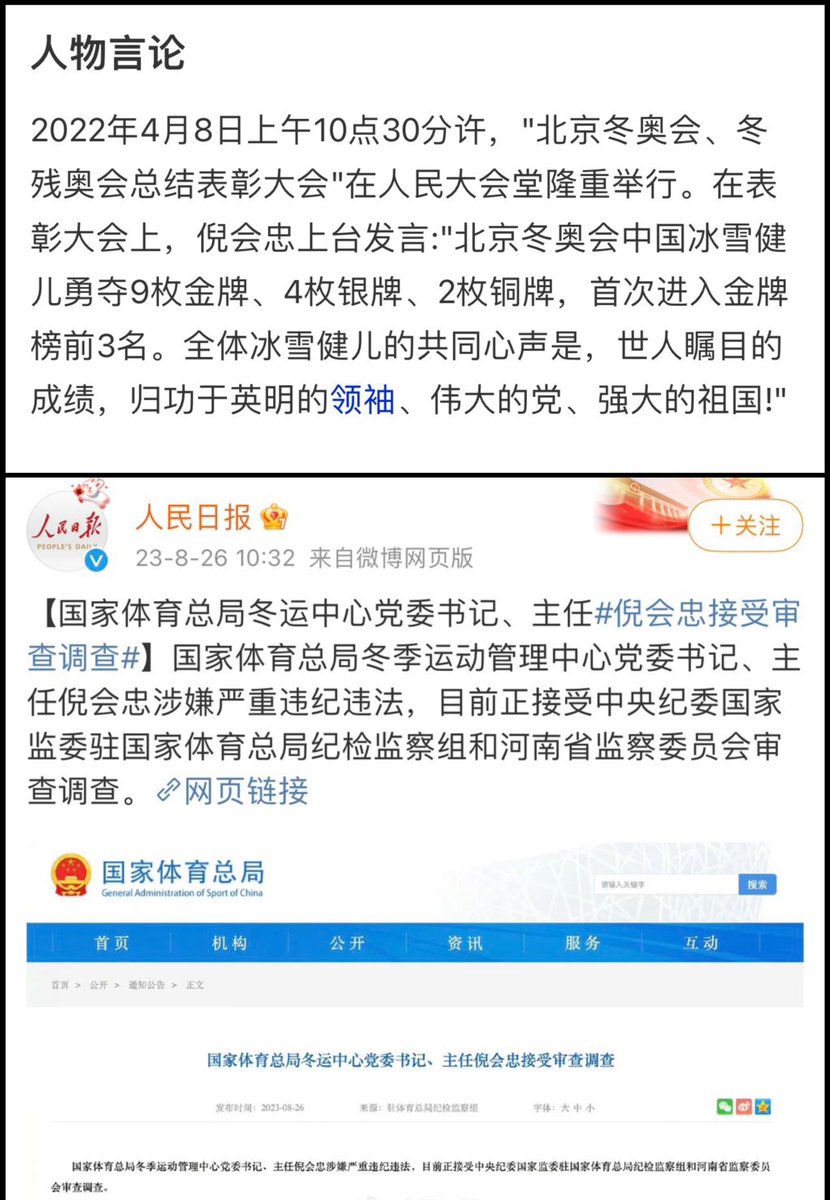 人物言论
2022年4月8日上午10点30分许，"北京冬奥会、冬
残奥会总结表彰大会"在人民大会堂隆重举行。在表
彰大会上，倪会忠上台发言:"北京冬奥会中国冰雪健
儿勇夺9枚金牌、4枚银牌、2枚铜牌，首次进入金牌
榜前3名。全体冰雪健儿的共同心声是，世人瞩目的
成绩，归功于英明的领袖、伟大的党、强大的祖国!"
人民日报
PEOPLE'S DAILY
人民日报
+关注
23-8-26 10:32 来自微博网页版
【国家体育总局冬运中心党委书记、主任#倪会忠接受审
查调查#】国家体育总局冬季运动管理中心党委书记、主
任倪会忠涉嫌严重违纪违法，目前正接受中央纪委国家
监委驻国家体育总局纪检监察组和河南省监察委员会审
查调查。网页链接
国家体育总局
General Administration of Sport of China
请输入关键字
搜索
首页 机构 公开 资讯 服务 互动
首页 > 公开 > 通知公告 > 正文
国家体育总局冬运中心党委书记、主任倪会忠接受审查调查
发布时间：2023-08-26 来源：驻体育总局纪检监察组 字体：大 中 小
国家体育总局冬季运动管理中心党委书记、主任倪会忠涉嫌严重违纪违法，目前正接受中央纪委国家监委驻国家体育总局纪检监察组和河南省监察委员
会审查调查。